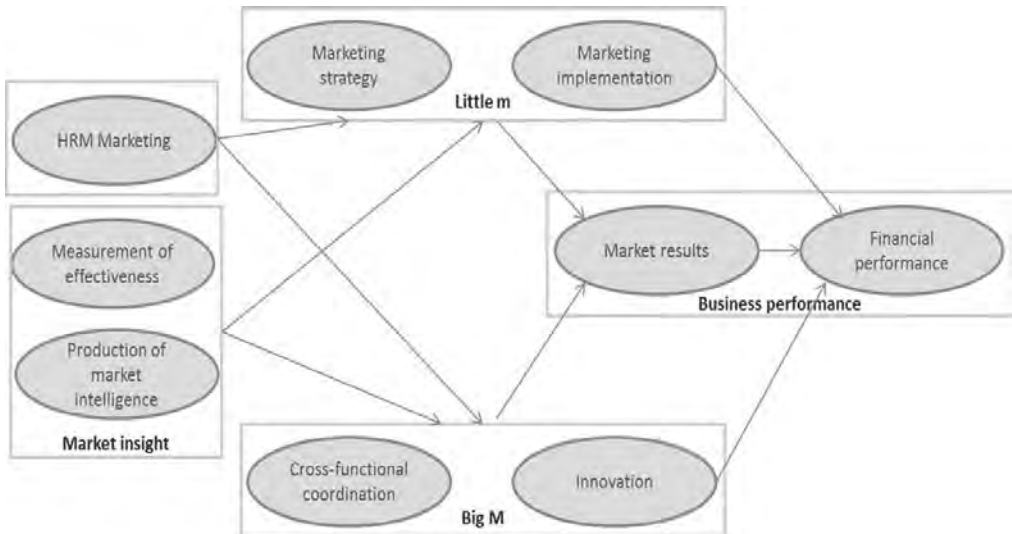 Marketing
strategy
Marketing
implementation
Little m
HRM Marketing
Measurement of
effectiveness
Production of
market
intelligence
Market insight
Market results
Financial
performance
Business performance
Cross-functional
coordination
Innovation
Big M